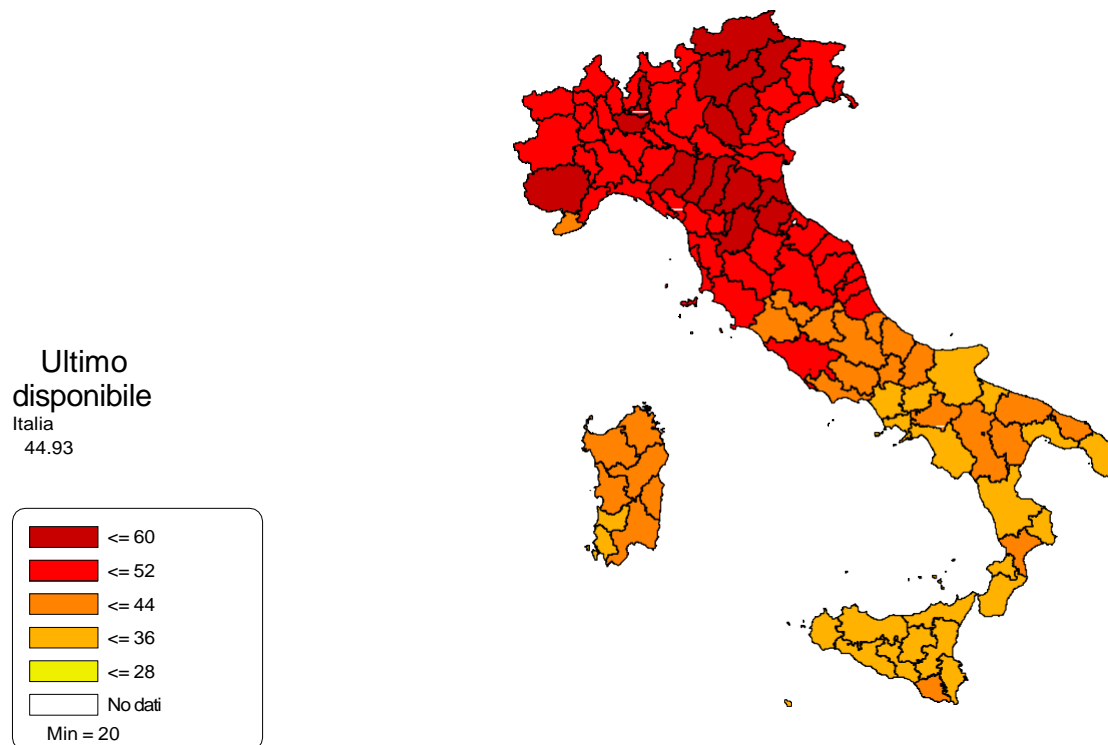 Ultimo
disponibile
Italia
44.93
<= 60
<= 52
<= 44
<= 36
<= 28
No dati
Min = 20